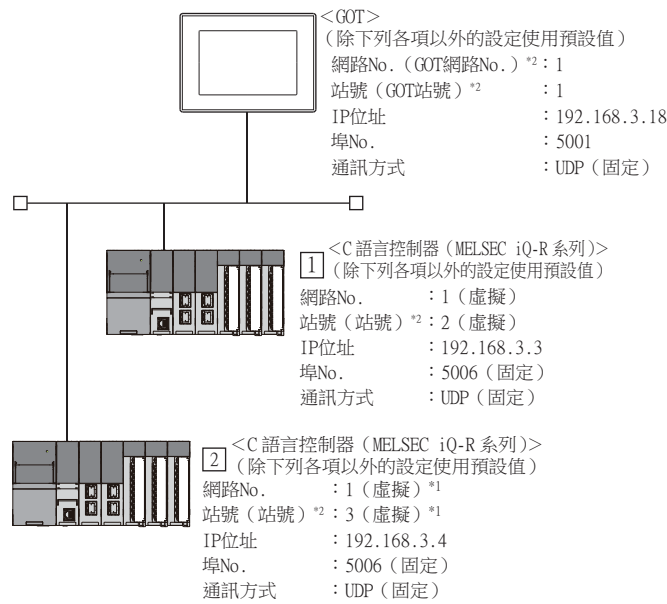 <GOT>
（除下列各項以外的設定使用預設值）
網路No.（GOT網路No.）*2：1
站號（GOT站號）*2：1
IP位址：192.168.3.18
埠No.：5001
通訊方式：UDP（固定）
1
<C 語言控制器（MELSEC iQ-R 系列）>
（除下列各項以外的設定使用預設值）
網路No.：1（虛擬）
站號（站號）*2：2（虛擬）
IP位址：192.168.3.3
埠No.：5006（固定）
通訊方式：UDP（固定）
2
<C 語言控制器（MELSEC iQ-R 系列）>
（除下列各項以外的設定使用預設值）
網路No.：1（虛擬）*1
站號（站號）*2：3（虛擬）*1
IP位址：192.168.3.4
埠No.：5006（固定）
通訊方式：UDP（固定）